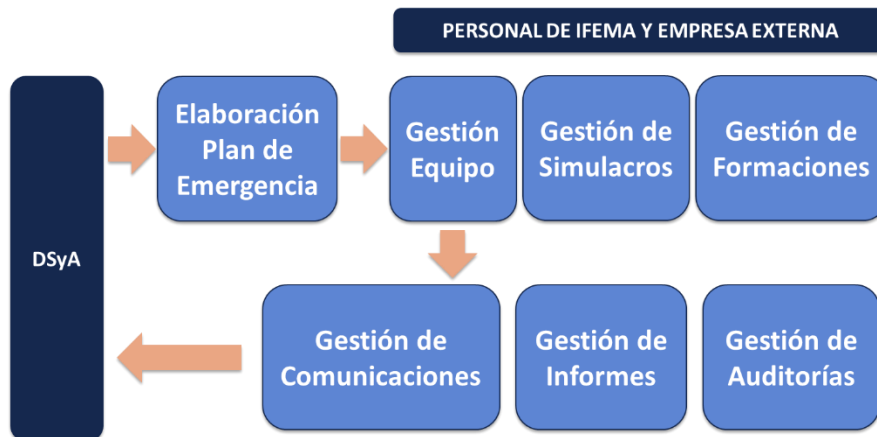 PERSONAL DE IFEMA Y EMPRESA EXTERNA
DSyA
Elaboración
Plan de
Emergencia
Gestión
Equipo
Gestión de
Simulacros
Gestión de
Formaciones
Gestión de
Comunicaciones
Gestión de
Informes
Gestión de
Auditorías